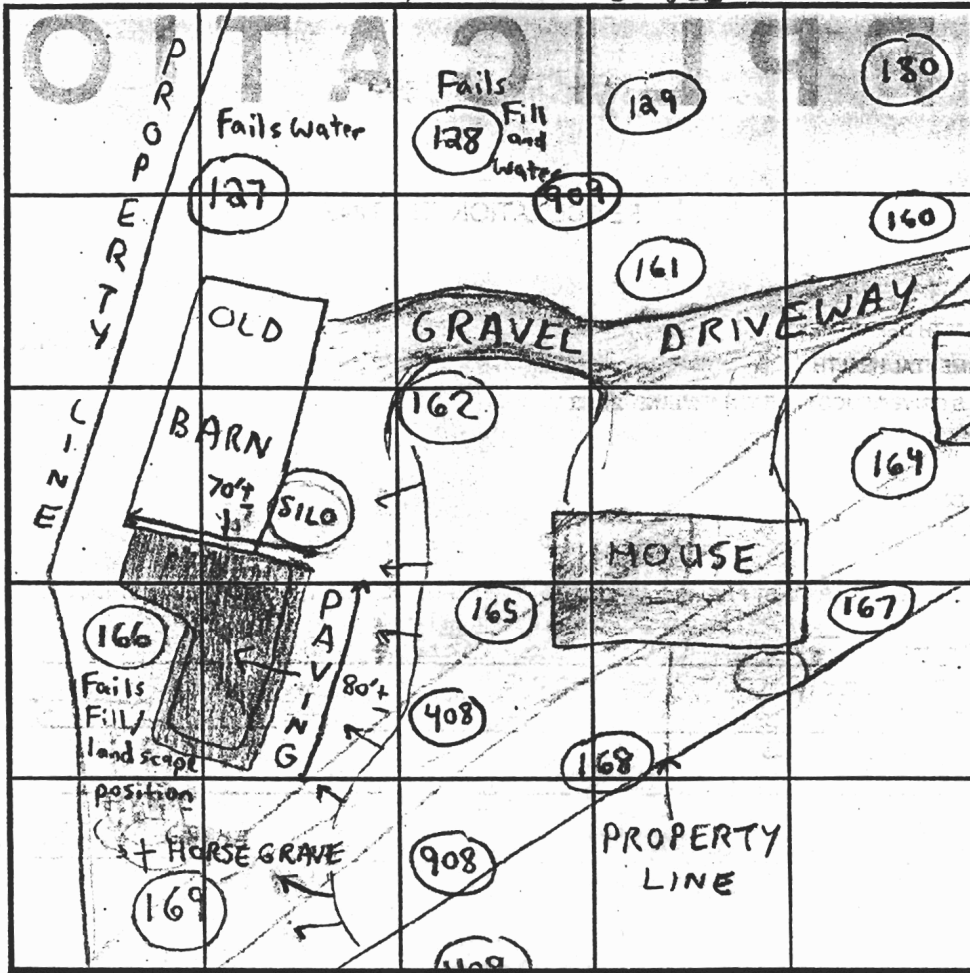 PROPERTY LINE
Fails Water
127
Fails
Fill
and
Water
128
129
180
909
160
161
GRAVEL DRIVEWAY
OLD
BARN
70'±
SILO
162
164
HOUSE
165
166
167
Fails
Fill/
landscape
position
PAVING
80'±
408
168
PROPERTY
LINE
+ HORSE GRAVE
908
169